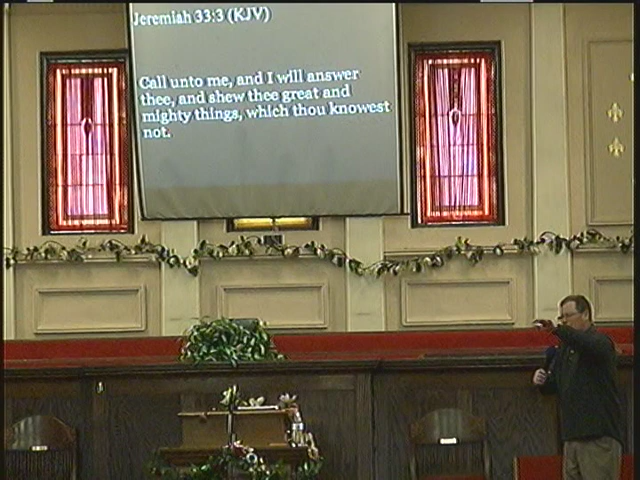 Jeremiah 33:3 (KJV)
Call unto me, and I will answer
thee, and shew thee great and
mighty things, which thou knowest
not.